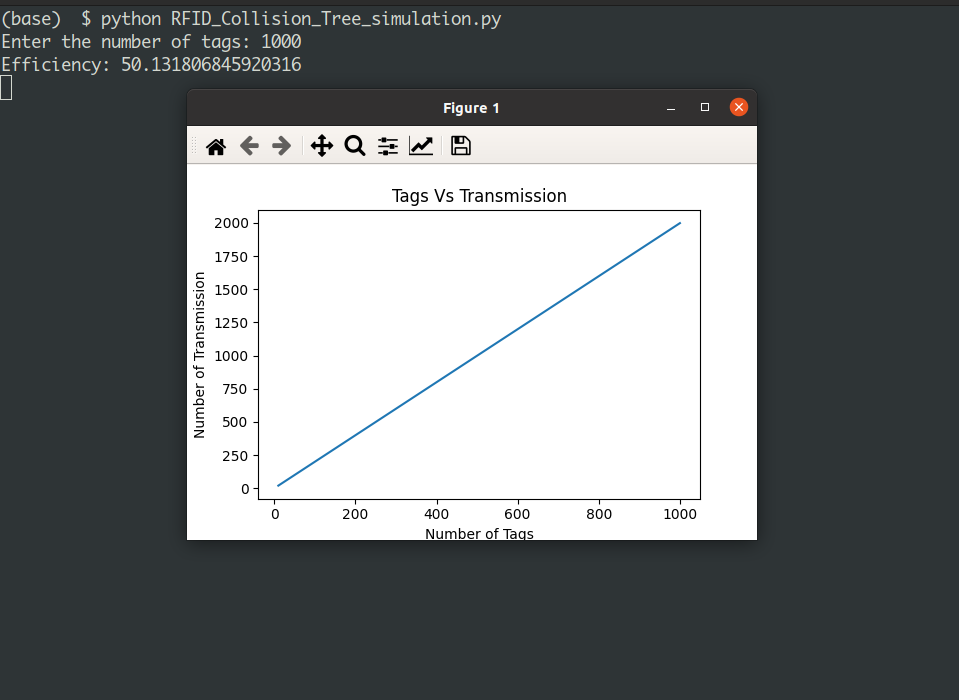 (base)  $ python RFID_Collision_Tree_simulation.py
Enter the number of tags: 1000
Efficiency: 50.131806845920316
Figure 1
Tags Vs Transmission
2000
1750
1500
1250
1000
750
500
250
0
Number of Transmission
0 200 400 600 800 1000
Number of Tags